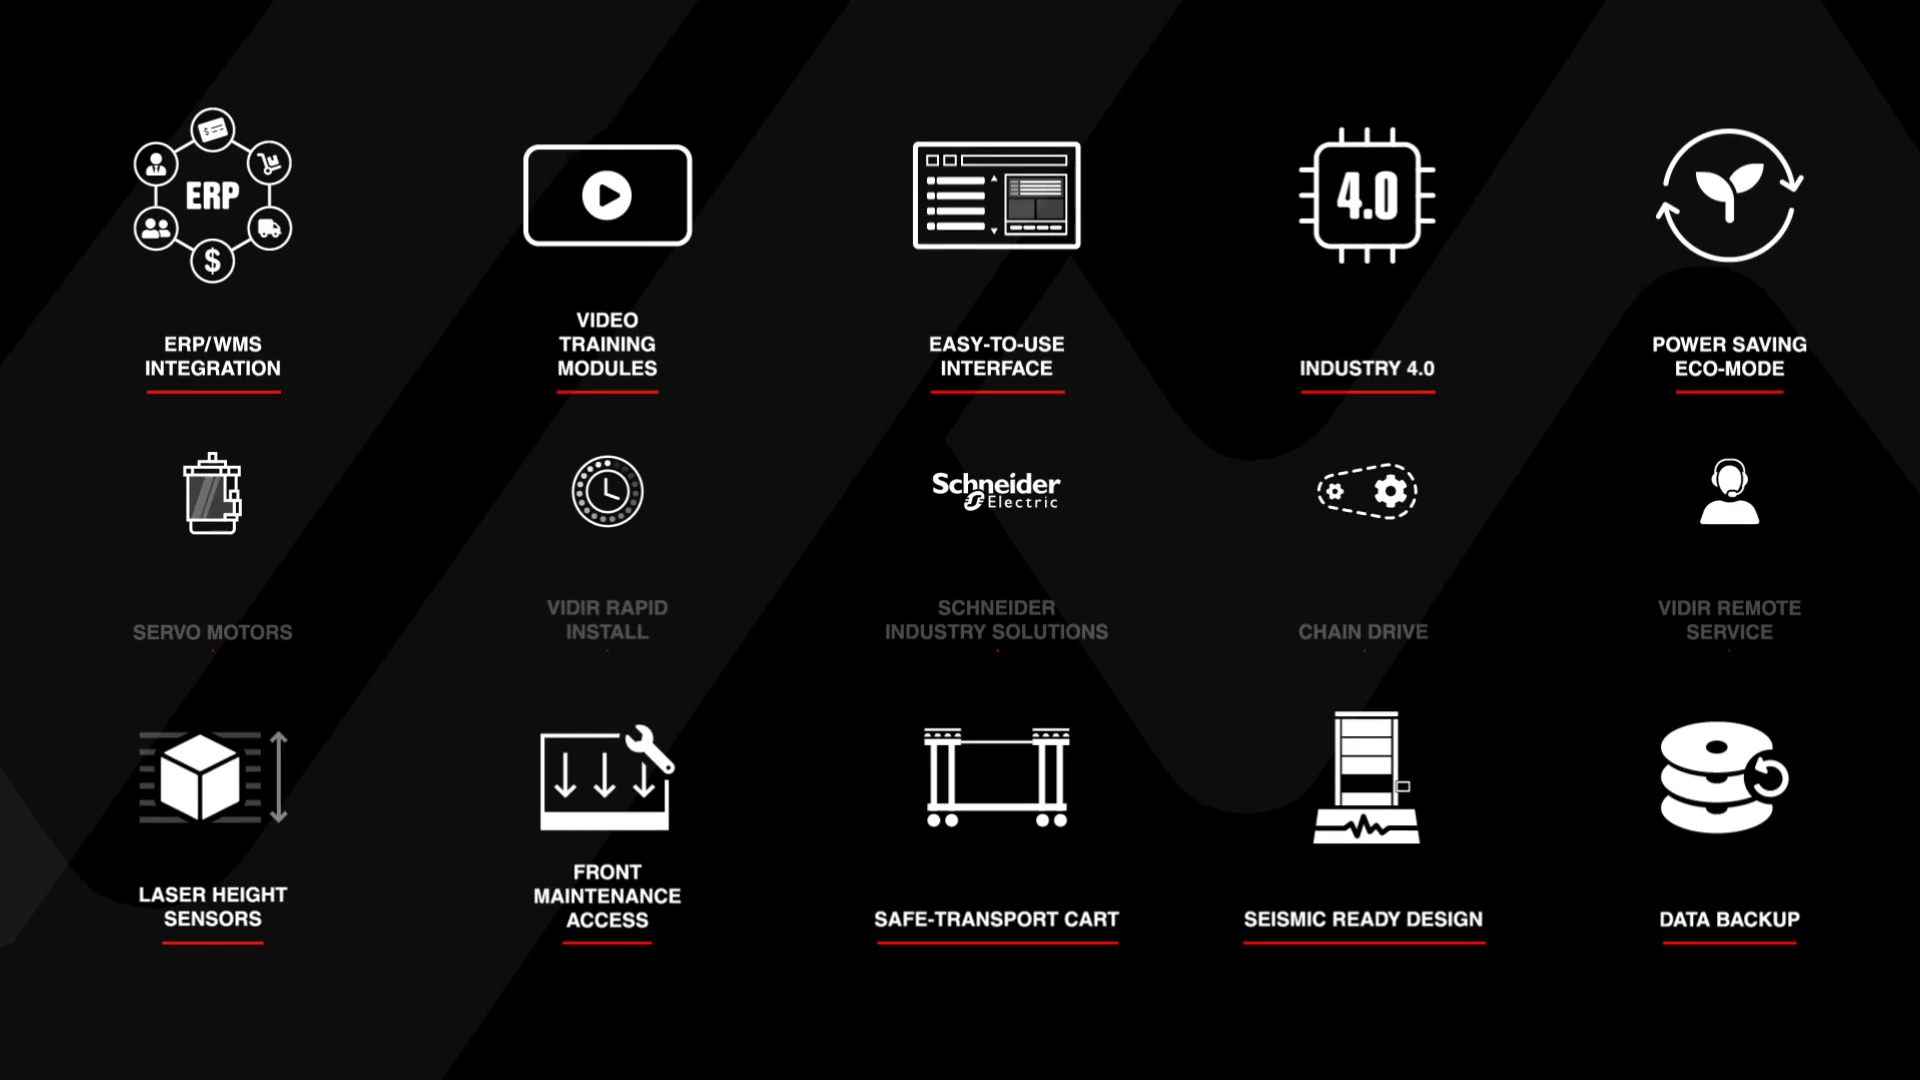 ERP
$
4.0
ERP/WMS
INTEGRATION
VIDEO
TRAINING
MODULES
EASY-TO-USE
INTERFACE
INDUSTRY 4.0
POWER SAVING
ECO-MODE
Schneider
Electric
SERVO MOTORS
VIDIR RAPID
INSTALL
SCHNEIDER
INDUSTRY SOLUTIONS
CHAIN DRIVE
VIDIR REMOTE
SERVICE
LASER HEIGHT
SENSORS
FRONT
MAINTENANCE
ACCESS
SAFE-TRANSPORT CART
SEISMIC READY DESIGN
DATA BACKUP